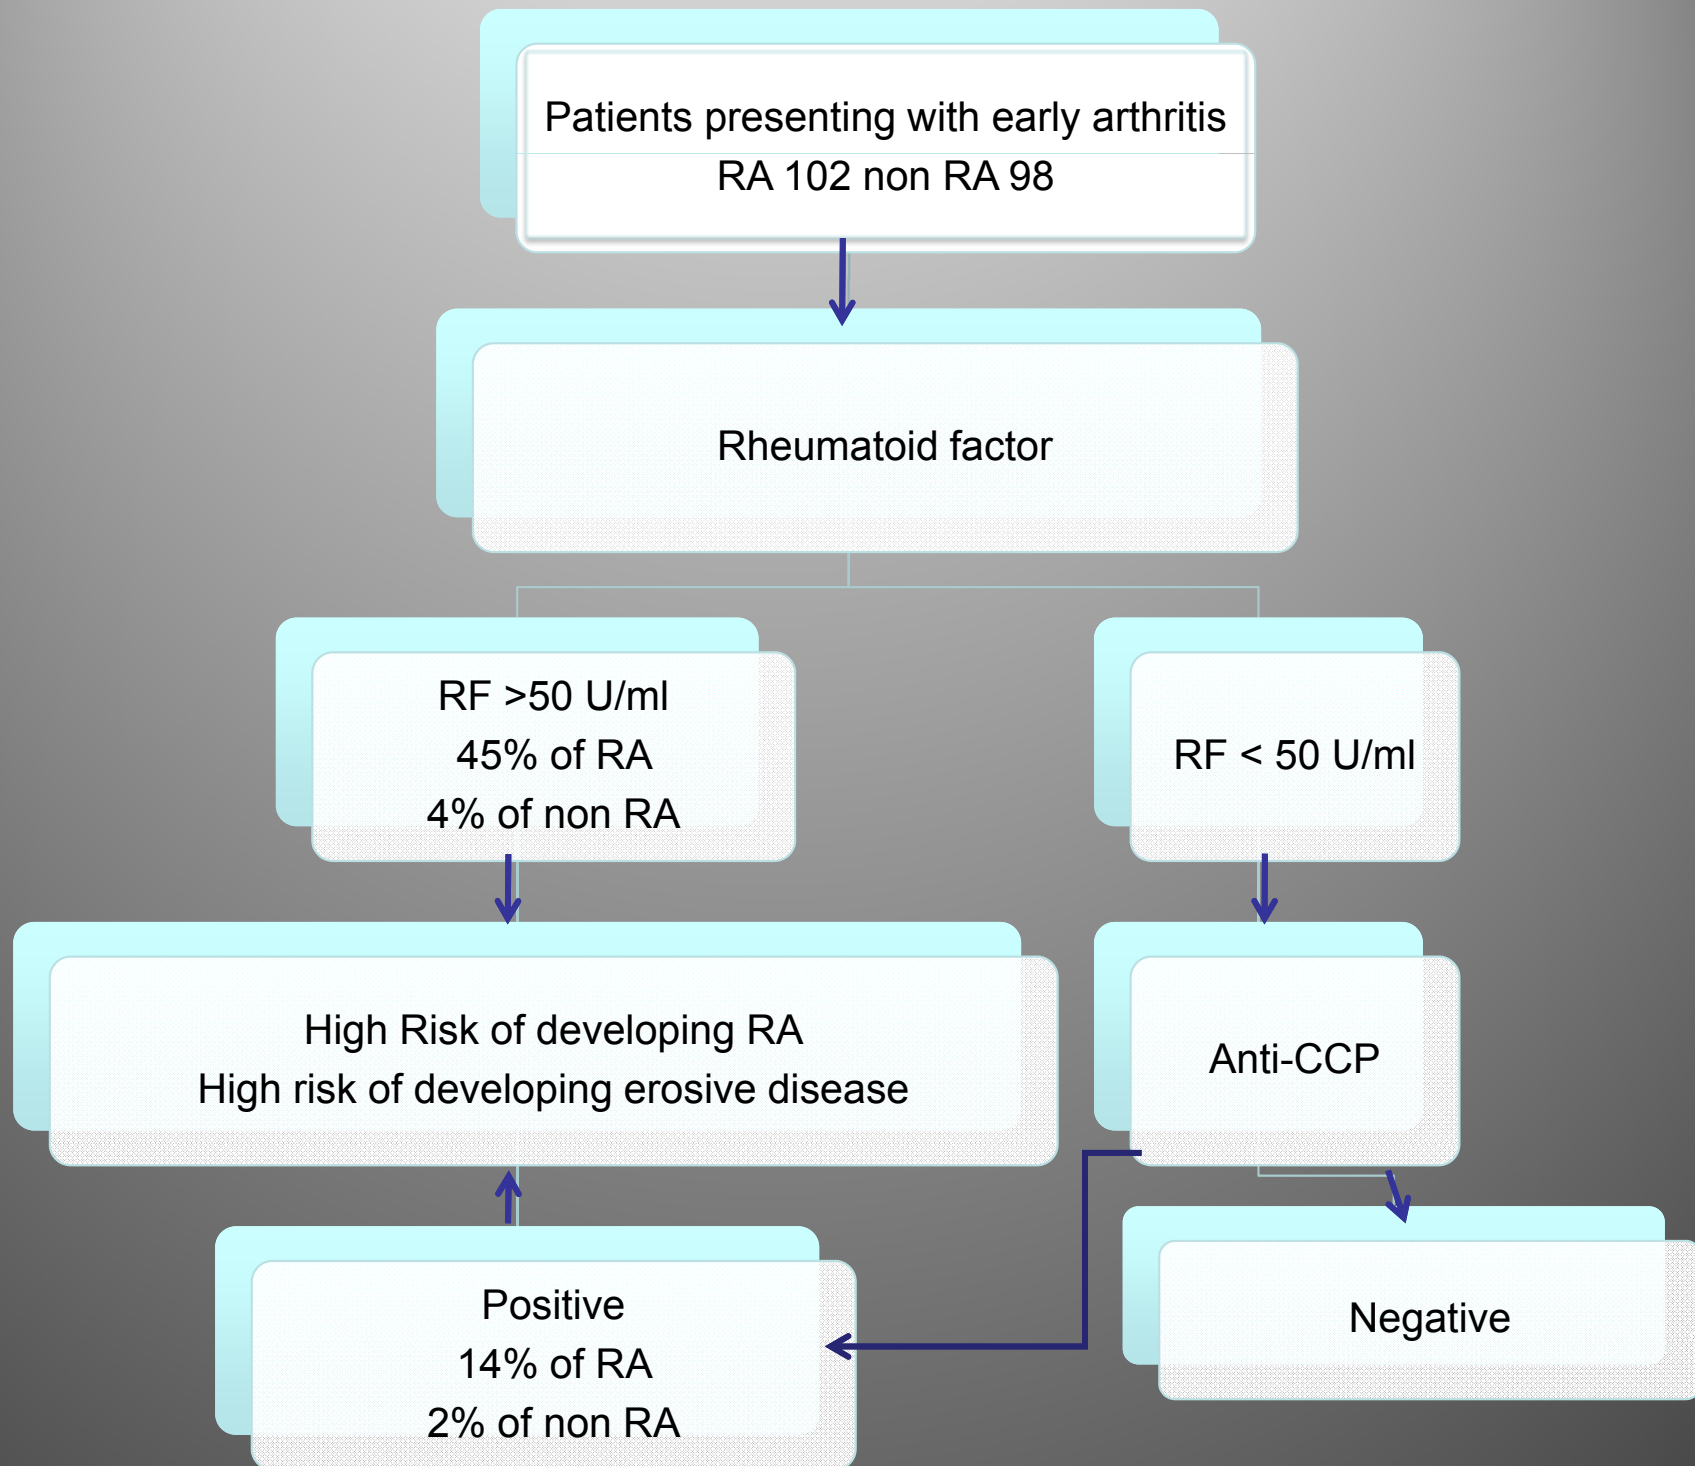 Patients presenting with early arthritis
RA 102 non RA 98
Rheumatoid factor
RF >50 U/ml
45% of RA
4% of non RA
RF < 50 U/ml
High Risk of developing RA
High risk of developing erosive disease
Anti-CCP
Positive
14% of RA
2% of non RA
Negative